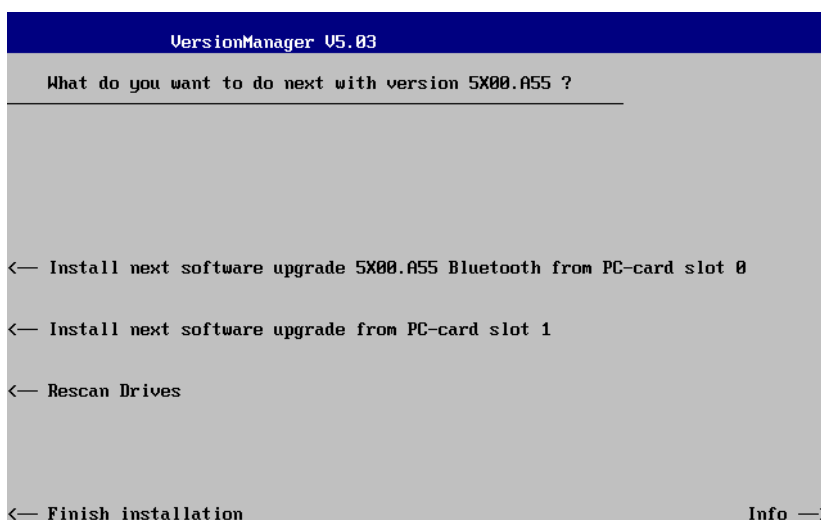 VersionManager V5.03
What do you want to do next with version 5X00.A55 ?
<— Install next software upgrade 5X00.A55 Bluetooth from PC-card slot 0
<— Install next software upgrade from PC-card slot 1
<— Rescan Drives
<— Finish installation Info —